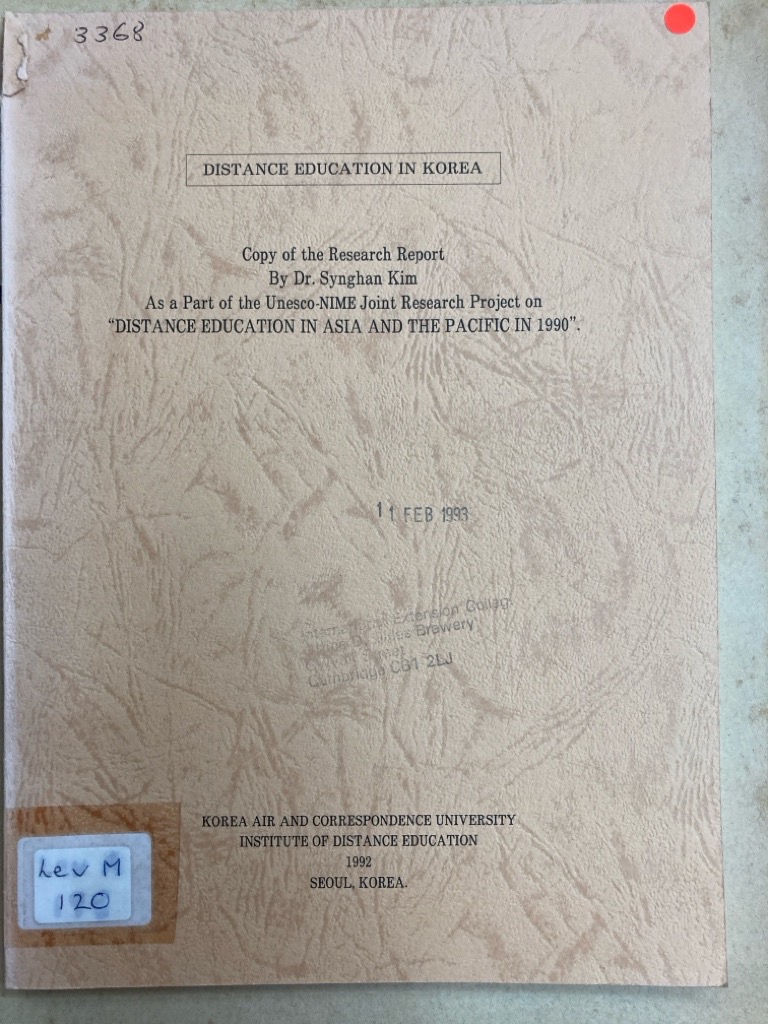 3368
DISTANCE EDUCATION IN KOREA
Copy of the Research Report
By Dr. Synghan Kim
As a Part of the Unesco-NIME Joint Research Project on
“DISTANCE EDUCATION IN ASIA AND THE PACIFIC IN 1990”.
11 FEB 1993
Extension
Brewery
Street
Cambridge CB1 2LJ
KOREA AIR AND CORRESPONDENCE UNIVERSITY
INSTITUTE OF DISTANCE EDUCATION
1992
SEOUL, KOREA.
Lev M
120